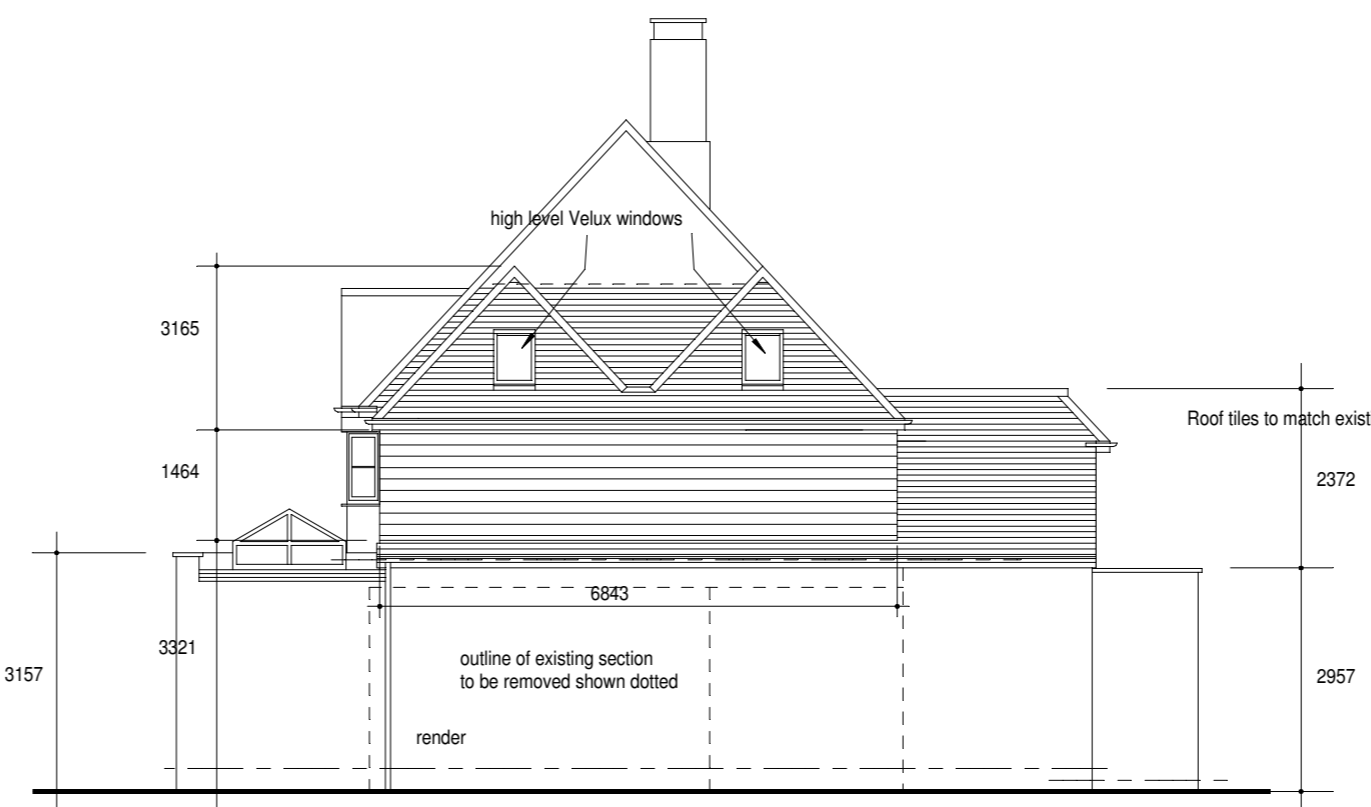 high level Velux windows
3165
Roof tiles to match exist
1464
2372
6843
3321
outline of existing section
to be removed shown dotted
3157
2957
render